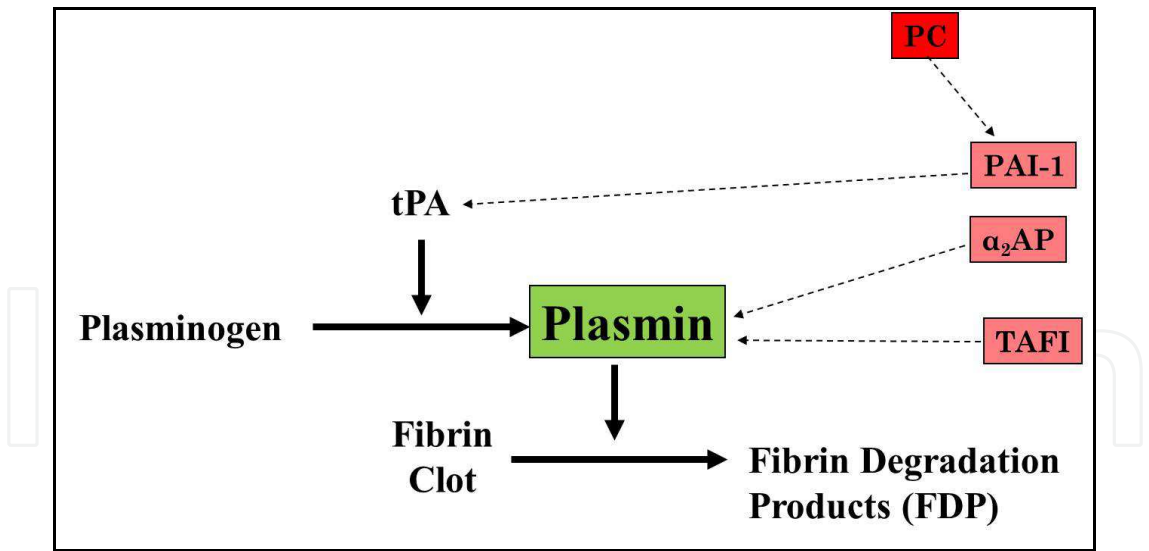 PC
PAI-1
tPA
α₂AP
Plasminogen
Plasmin
TAFI
Fibrin
Clot
Fibrin Degradation
Products (FDP)